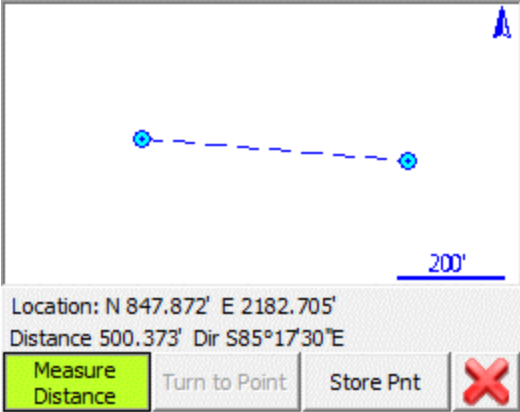 200'
Location: N 847.872' E 2182.705'
Distance 500.373' Dir S85°17'30"E
Measure
Distance
Turn to Point
Store Pnt